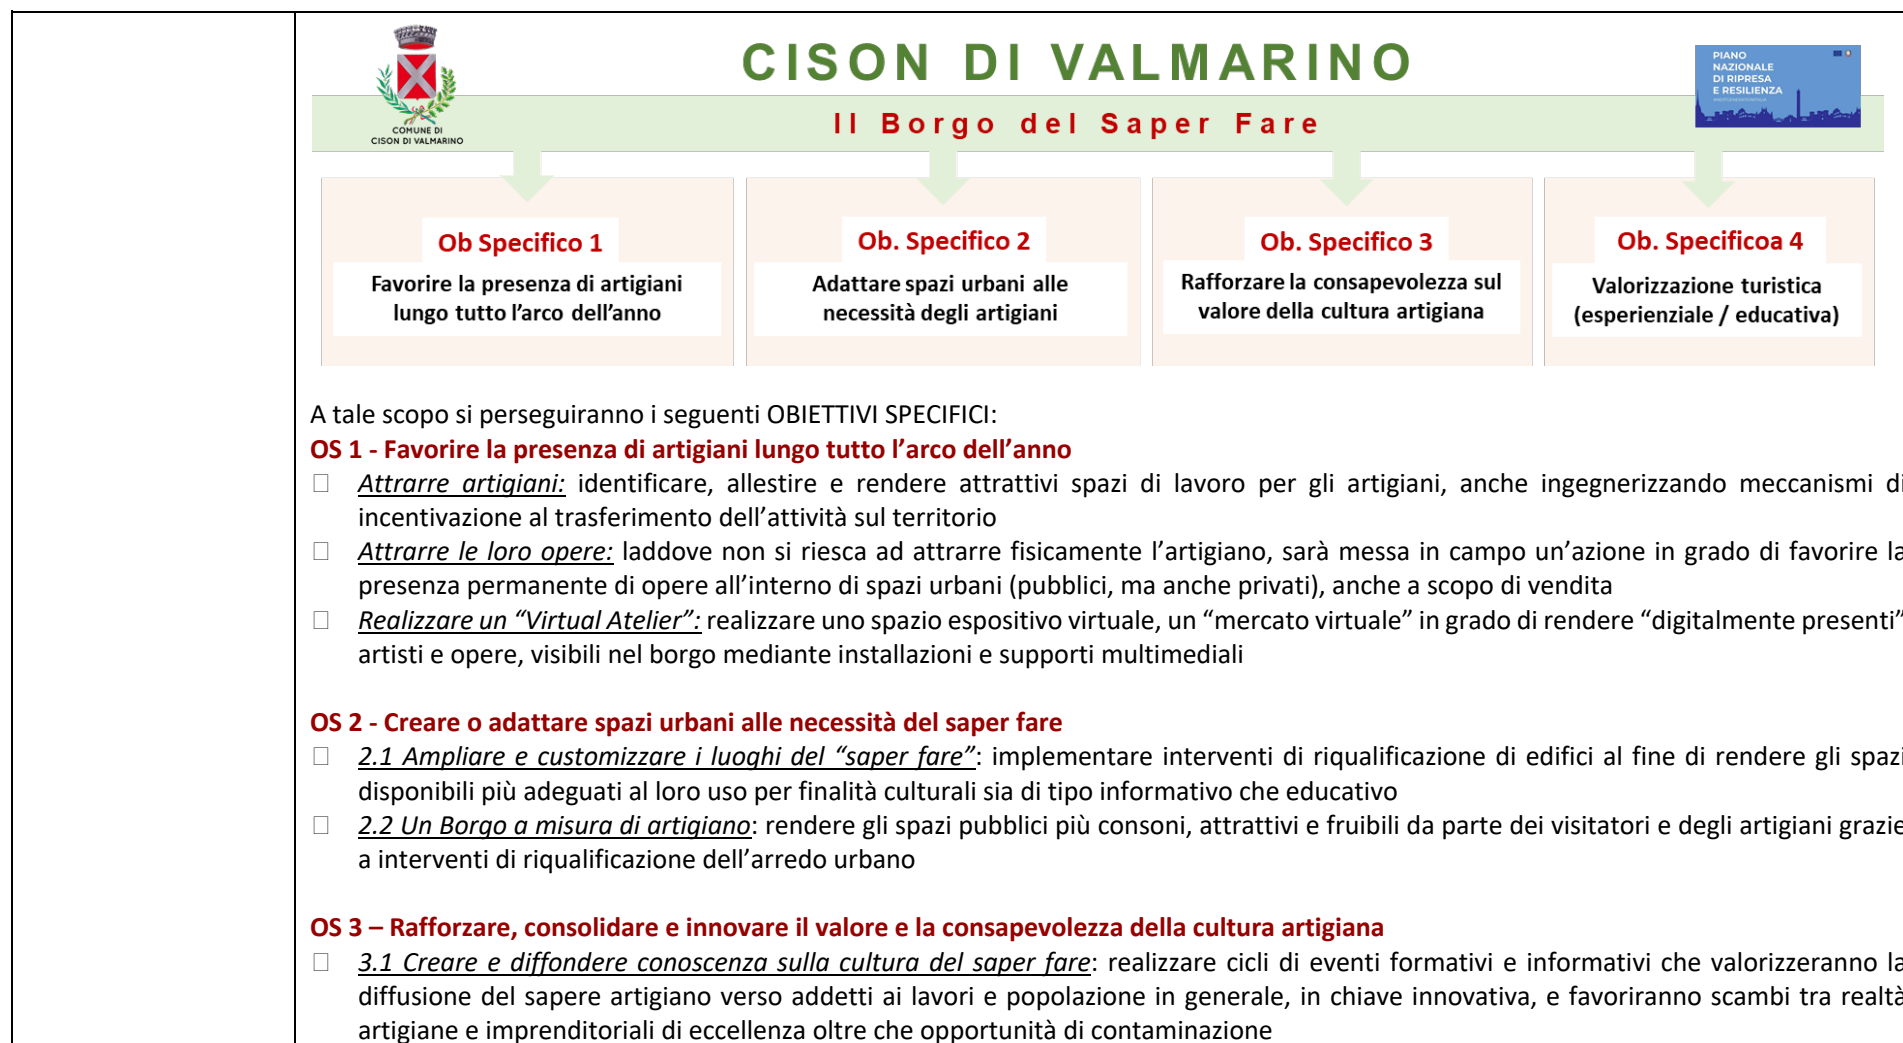 CISON DI VALMARINO
Il Borgo del Saper Fare
COMUNE DI
CISON DI VALMARINO
PIANO
NAZIONALE
DI RIPRESA
E RESILIENZA
Ob Specifico 1
Favorire la presenza di artigiani
lungo tutto l’arco dell’anno
Ob. Specifico 2
Adattare spazi urbani alle
necessità degli artigiani
Ob. Specifico 3
Rafforzare la consapevolezza sul
valore della cultura artigiana
Ob. Specificoa 4
Valorizzazione turistica
(esperienziale / educativa)
A tale scopo si perseguiranno i seguenti OBIETTIVI SPECIFICI:
OS 1 - Favorire la presenza di artigiani lungo tutto l’arco dell’anno
Attrarre artigiani: identificare, allestire e rendere attrattivi spazi di lavoro per gli artigiani, anche ingegnerizzando meccanismi di
incentivazione al trasferimento dell’attività sul territorio
Attrarre le loro opere: laddove non si riesca ad attrarre fisicamente l’artigiano, sarà messa in campo un’azione in grado di favorire la
presenza permanente di opere all’interno di spazi urbani (pubblici, ma anche privati), anche a scopo di vendita
Realizzare un “Virtual Atelier”: realizzare uno spazio espositivo virtuale, un “mercato virtuale” in grado di rendere “digitalmente presenti”
artisti e opere, visibili nel borgo mediante installazioni e supporti multimediali
OS 2 - Creare o adattare spazi urbani alle necessità del saper fare
2.1 Ampliare e customizzare i luoghi del “saper fare”: implementare interventi di riqualificazione di edifici al fine di rendere gli spazi
disponibili più adeguati al loro uso per finalità culturali sia di tipo informativo che educativo
2.2 Un Borgo a misura di artigiano: rendere gli spazi pubblici più consoni, attrattivi e fruibili da parte dei visitatori e degli artigiani grazie
a interventi di riqualificazione dell’arredo urbano
OS 3 – Rafforzare, consolidare e innovare il valore e la consapevolezza della cultura artigiana
3.1 Creare e diffondere conoscenza sulla cultura del saper fare: realizzare cicli di eventi formativi e informativi che valorizzeranno la
diffusione del sapere artigiano verso addetti ai lavori e popolazione in generale, in chiave innovativa, e favoriranno scambi tra realtà
artigiane e imprenditoriali di eccellenza oltre che opportunità di contaminazione